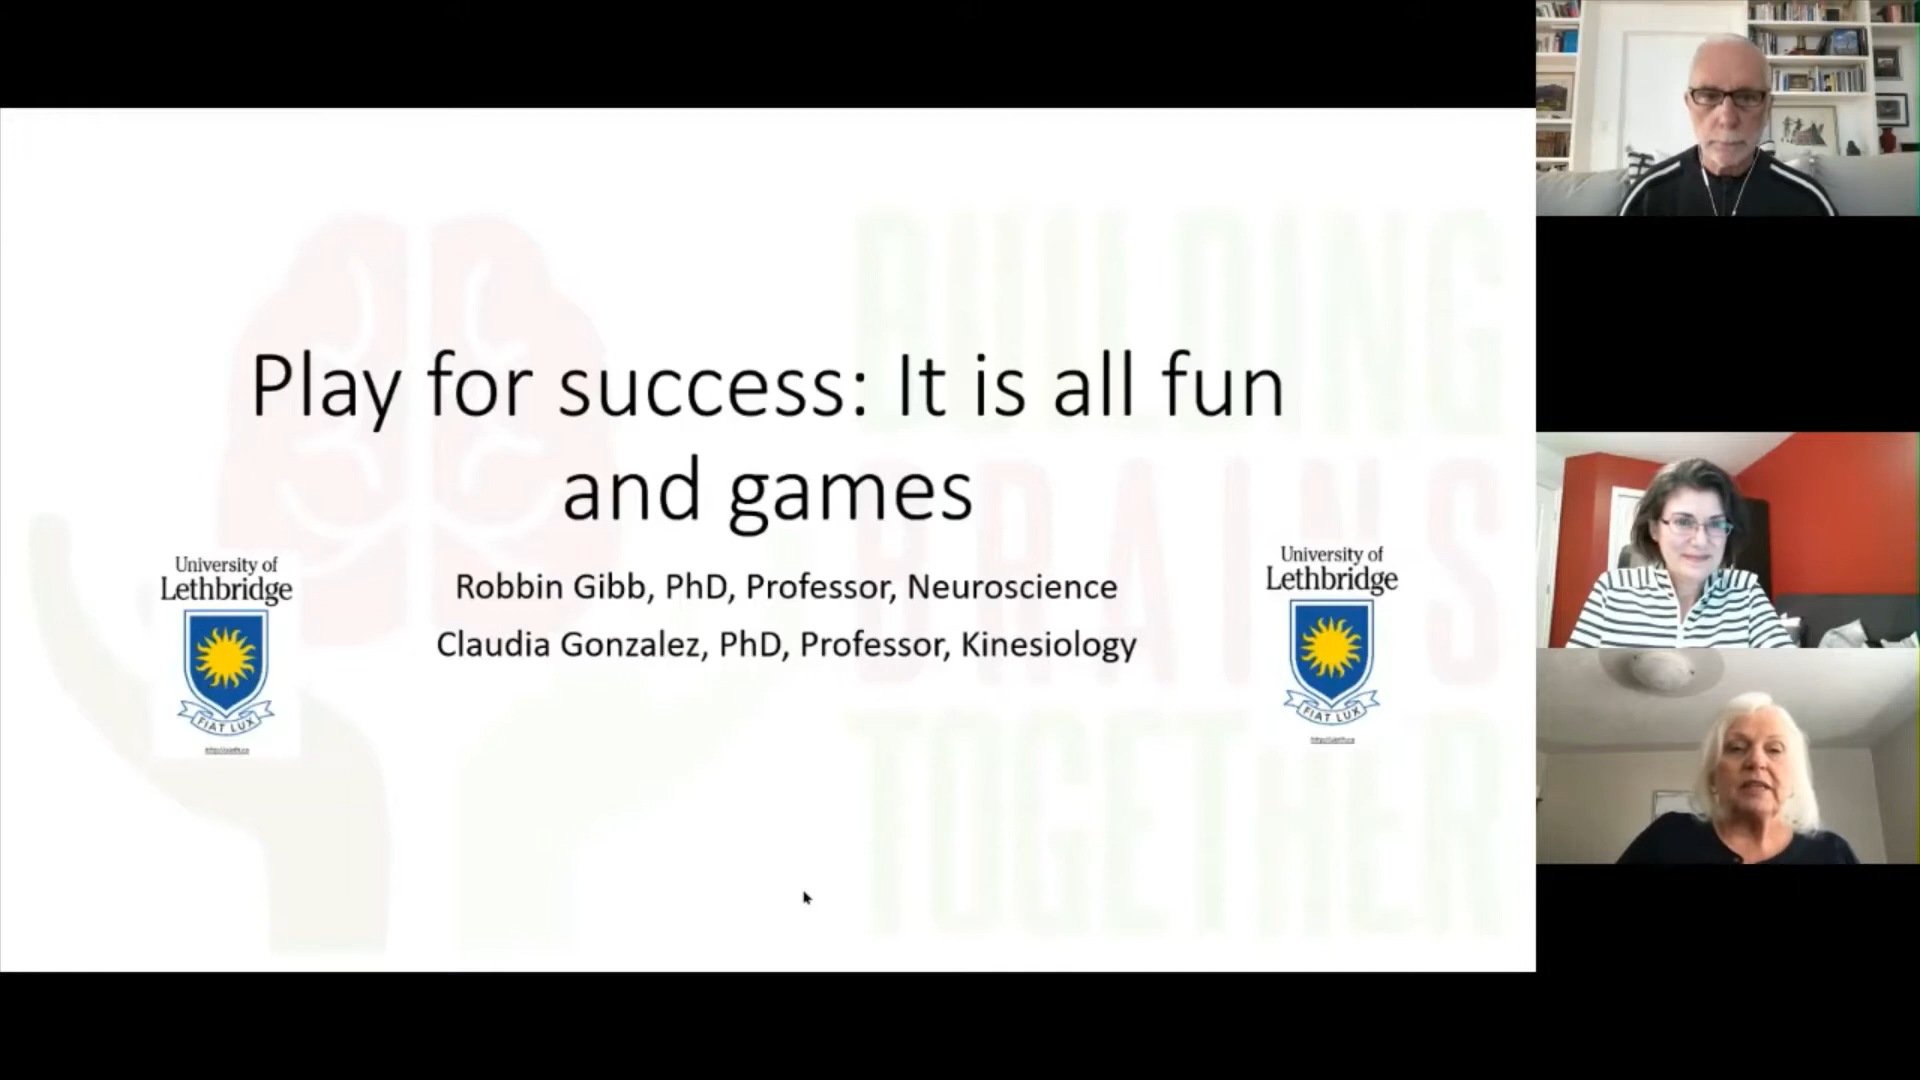 BUILDING
BRAINS
TOGETHER
Play for success: It is all fun
and games
Robbin Gibb, PhD, Professor, Neuroscience
Claudia Gonzalez, PhD, Professor, Kinesiology
University of
Lethbridge
FIAT LUX
University of
Lethbridge
FIAT LUX